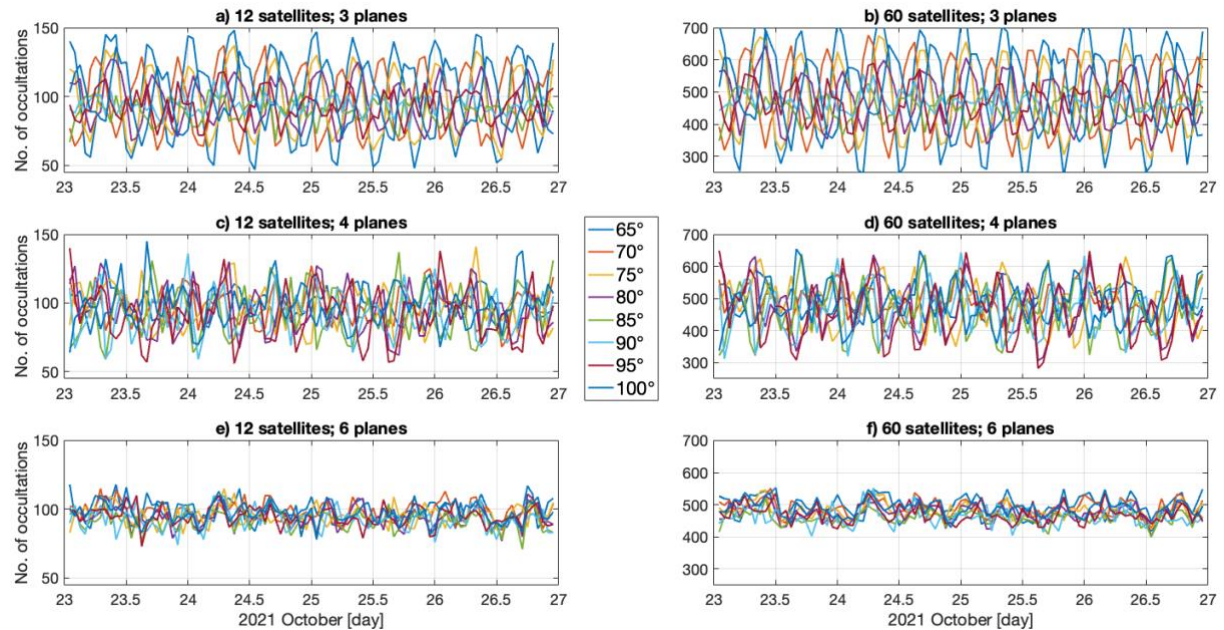 a) 12 satellites; 3 planes
No. of occultations
150
100
50
23 23.5 24 24.5 25 25.5 26 26.5 27
b) 60 satellites; 3 planes
700
600
500
400
300
23 23.5 24 24.5 25 25.5 26 26.5 27
c) 12 satellites; 4 planes
No. of occultations
150
100
50
23 23.5 24 24.5 25 25.5 26 26.5 27
65°
70°
75°
80°
85°
90°
95°
100°
d) 60 satellites; 4 planes
700
600
500
400
300
23 23.5 24 24.5 25 25.5 26 26.5 27
e) 12 satellites; 6 planes
No. of occultations
150
100
50
23 23.5 24 24.5 25 25.5 26 26.5 27
2021 October [day]
f) 60 satellites; 6 planes
700
600
500
400
300
23 23.5 24 24.5 25 25.5 26 26.5 27
2021 October [day]